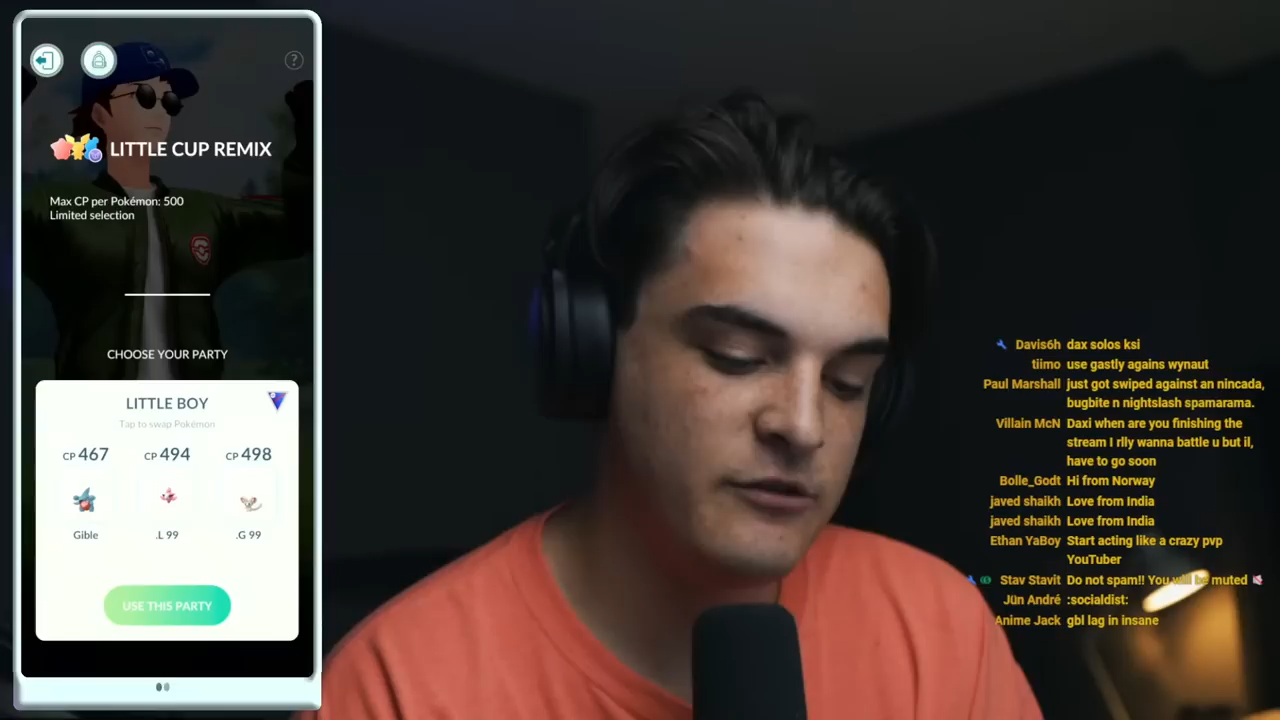 ?
LITTLE CUP REMIX
Max CP per Pokémon: 500
Limited selection
CHOOSE YOUR PARTY
LITTLE BOY
Tap to swap Pokémon
CP 467 CP 494 CP 498
Gible .L 99 .G 99
USE THIS PARTY
Davis6h dax solos ksi
tiimo use gastly agains wynaut
Paul Marshall just got swiped against an nincada,
bugbite n nightslash spamarama.
Villain McN Daxi when are you finishing the
stream I rlly wanna battle u but il,
have to go soon
Bolle_Godt Hi from Norway
javed shaikh Love from India
javed shaikh Love from India
Ethan YaBoy Start acting like a crazy pvp
YouTuber
Stav Stavit Do not spam!! You will be muted
Jün André :socialdist:
Anime Jack gbl lag in insane